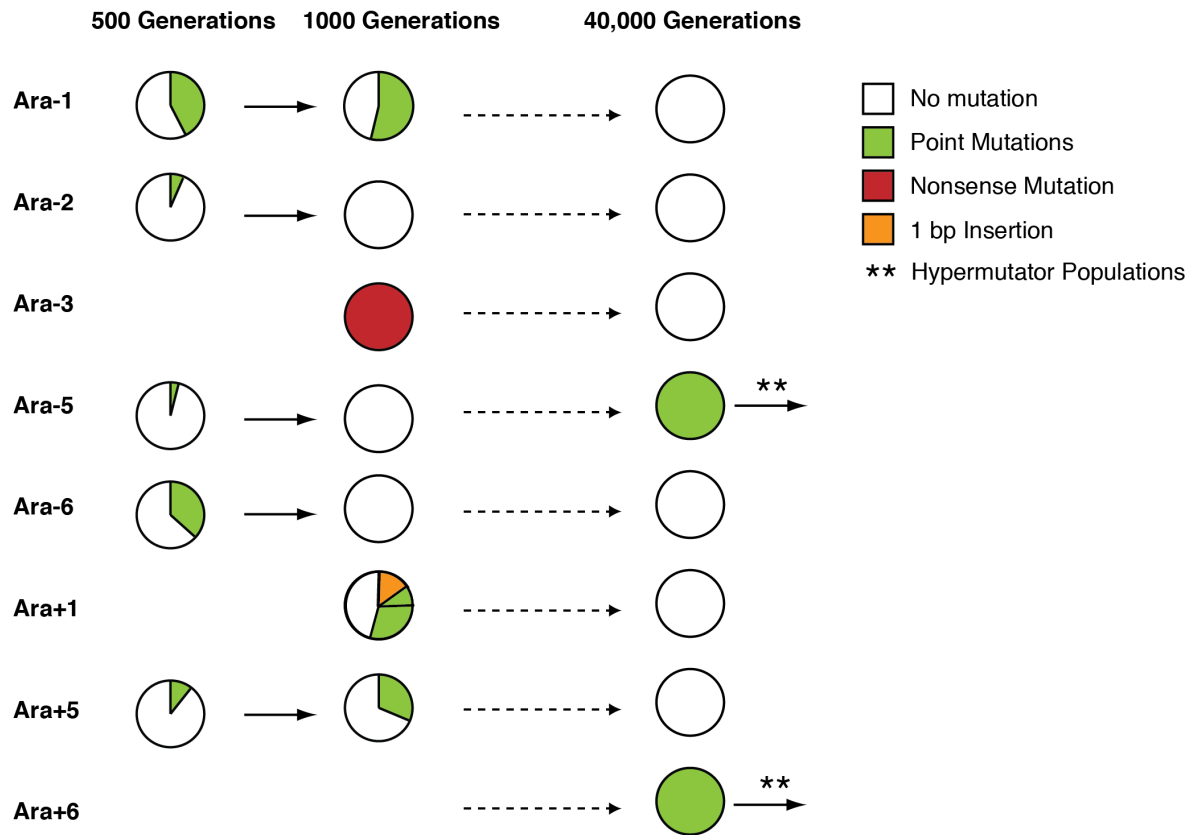 500 Generations 1000 Generations 40,000 Generations
Ara-1
No mutation
Point Mutations
Ara-2
Nonsense Mutation
1 bp Insertion
** Hypermutator Populations
Ara-3
Ara-5 **
Ara-6
Ara+1
Ara+5
Ara+6 **